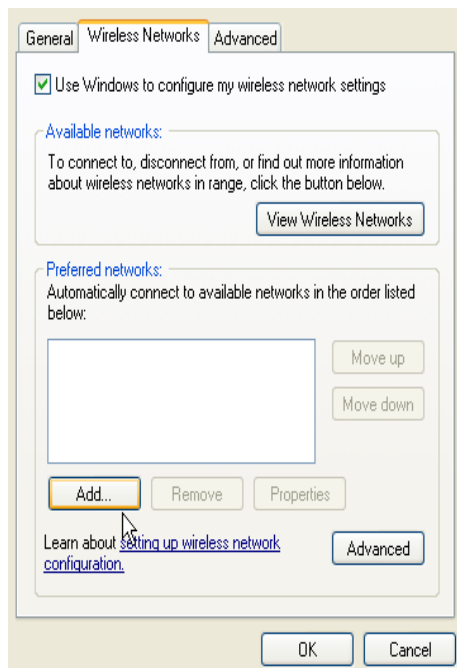 General Wireless Networks Advanced
Use Windows to configure my wireless network settings
Available networks:
To connect to, disconnect from, or find out more information
about wireless networks in range, click the button below.
View Wireless Networks
Preferred networks:
Automatically connect to available networks in the order listed
below:
Move up
Move down
Add... Remove Properties
Learn about setting up wireless network
configuration.
Advanced
OK Cancel